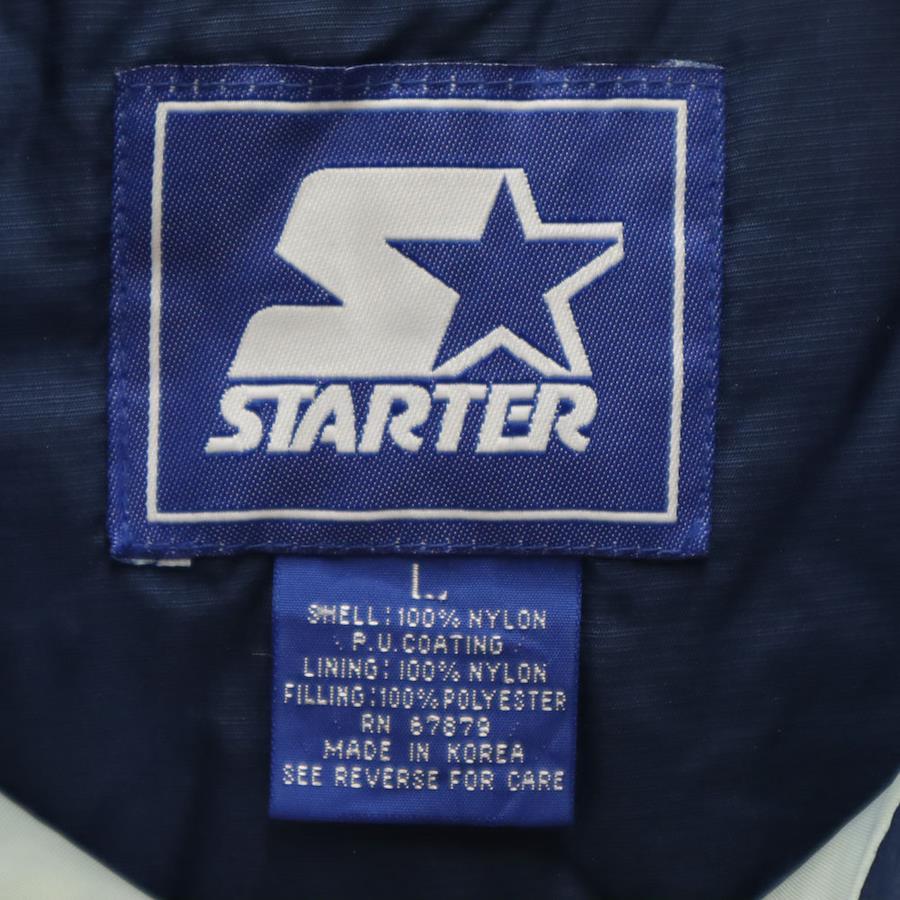 STARTER
L
SHELL:100% NYLON
P.U.COATING
LINING:100% NYLON
FILLING:100%POLYESTER
RN 67879
MADE IN KOREA
SEE REVERSE FOR CARE